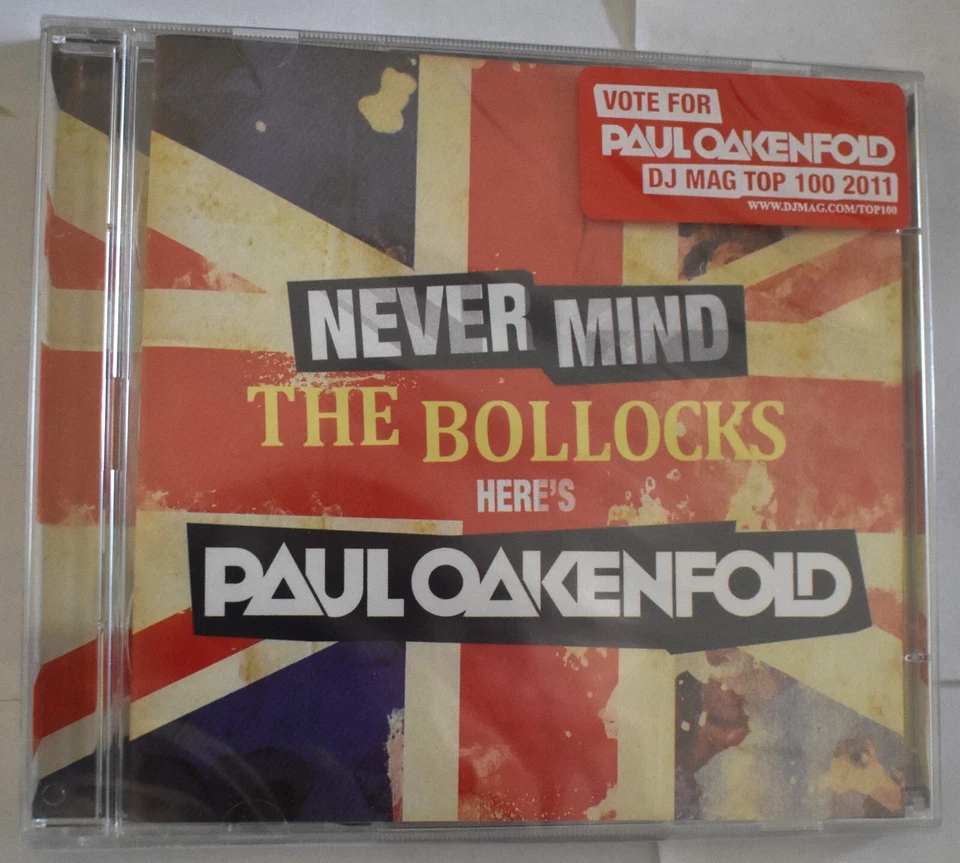 VOTE FOR
PAUL OAKENFOLD
DJ MAG TOP 100 2011
WWW.DJMAG.COM/TOP100
NEVER MIND
THE BOLLOCKS
HERE'S
PAUL OAKENFOLD